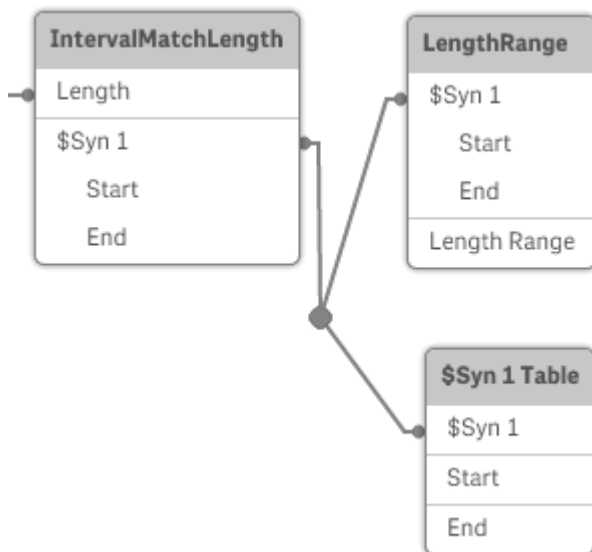 IntervalMatchLength
Length
$Syn 1
Start
End
LengthRange
$Syn 1
Start
End
Length Range
$Syn 1 Table
$Syn 1
Start
End